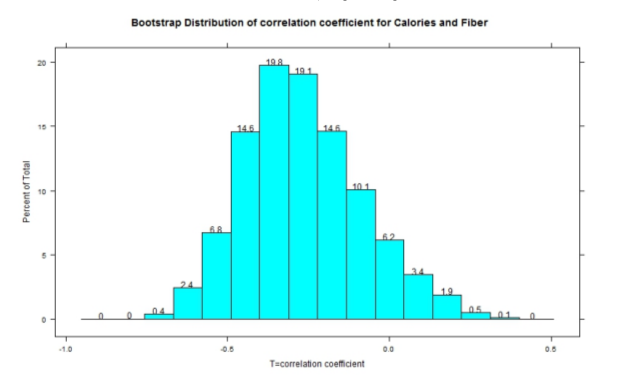 Bootstrap Distribution of correlation coefficient for Calories and Fiber
Percent of Total
20
15
10
5
0
0 0 0.4 2.4 6.8 14.6 19.8 19.1 14.6 10.1 6.2 3.4 1.9 0.5 0.1 0
-1.0 -0.5 0.0 0.5
T=correlation coefficient